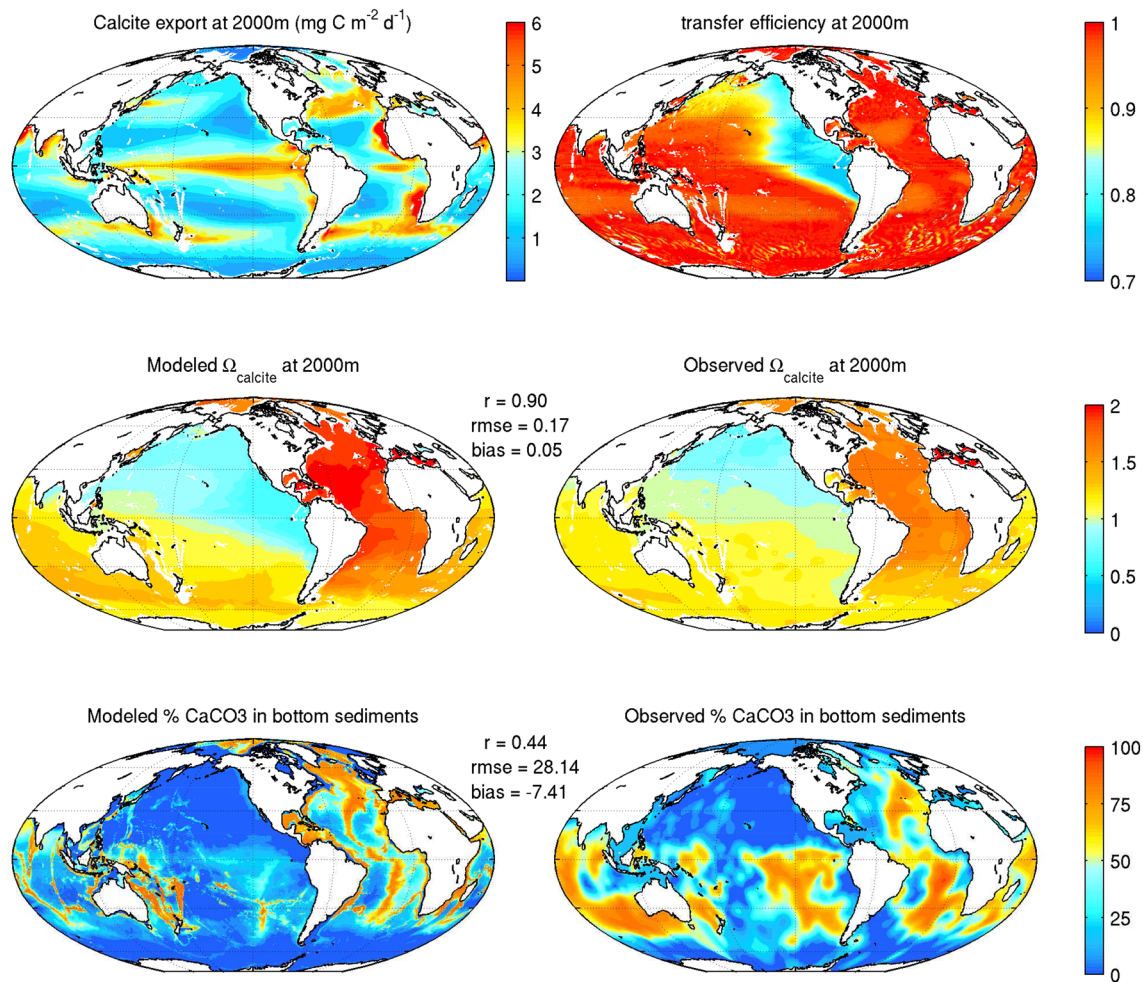 Calcite export at 2000m (mg C m⁻² d⁻¹)
6
5
4
3
2
1
transfer efficiency at 2000m
1
0.9
0.8
0.7
Modeled Ω_calcite at 2000m
r = 0.90
rmse = 0.17
bias = 0.05
Observed Ω_calcite at 2000m
2
1.5
1
0.5
0
Modeled % CaCO3 in bottom sediments
r = 0.44
rmse = 28.14
bias = -7.41
Observed % CaCO3 in bottom sediments
100
75
50
25
0